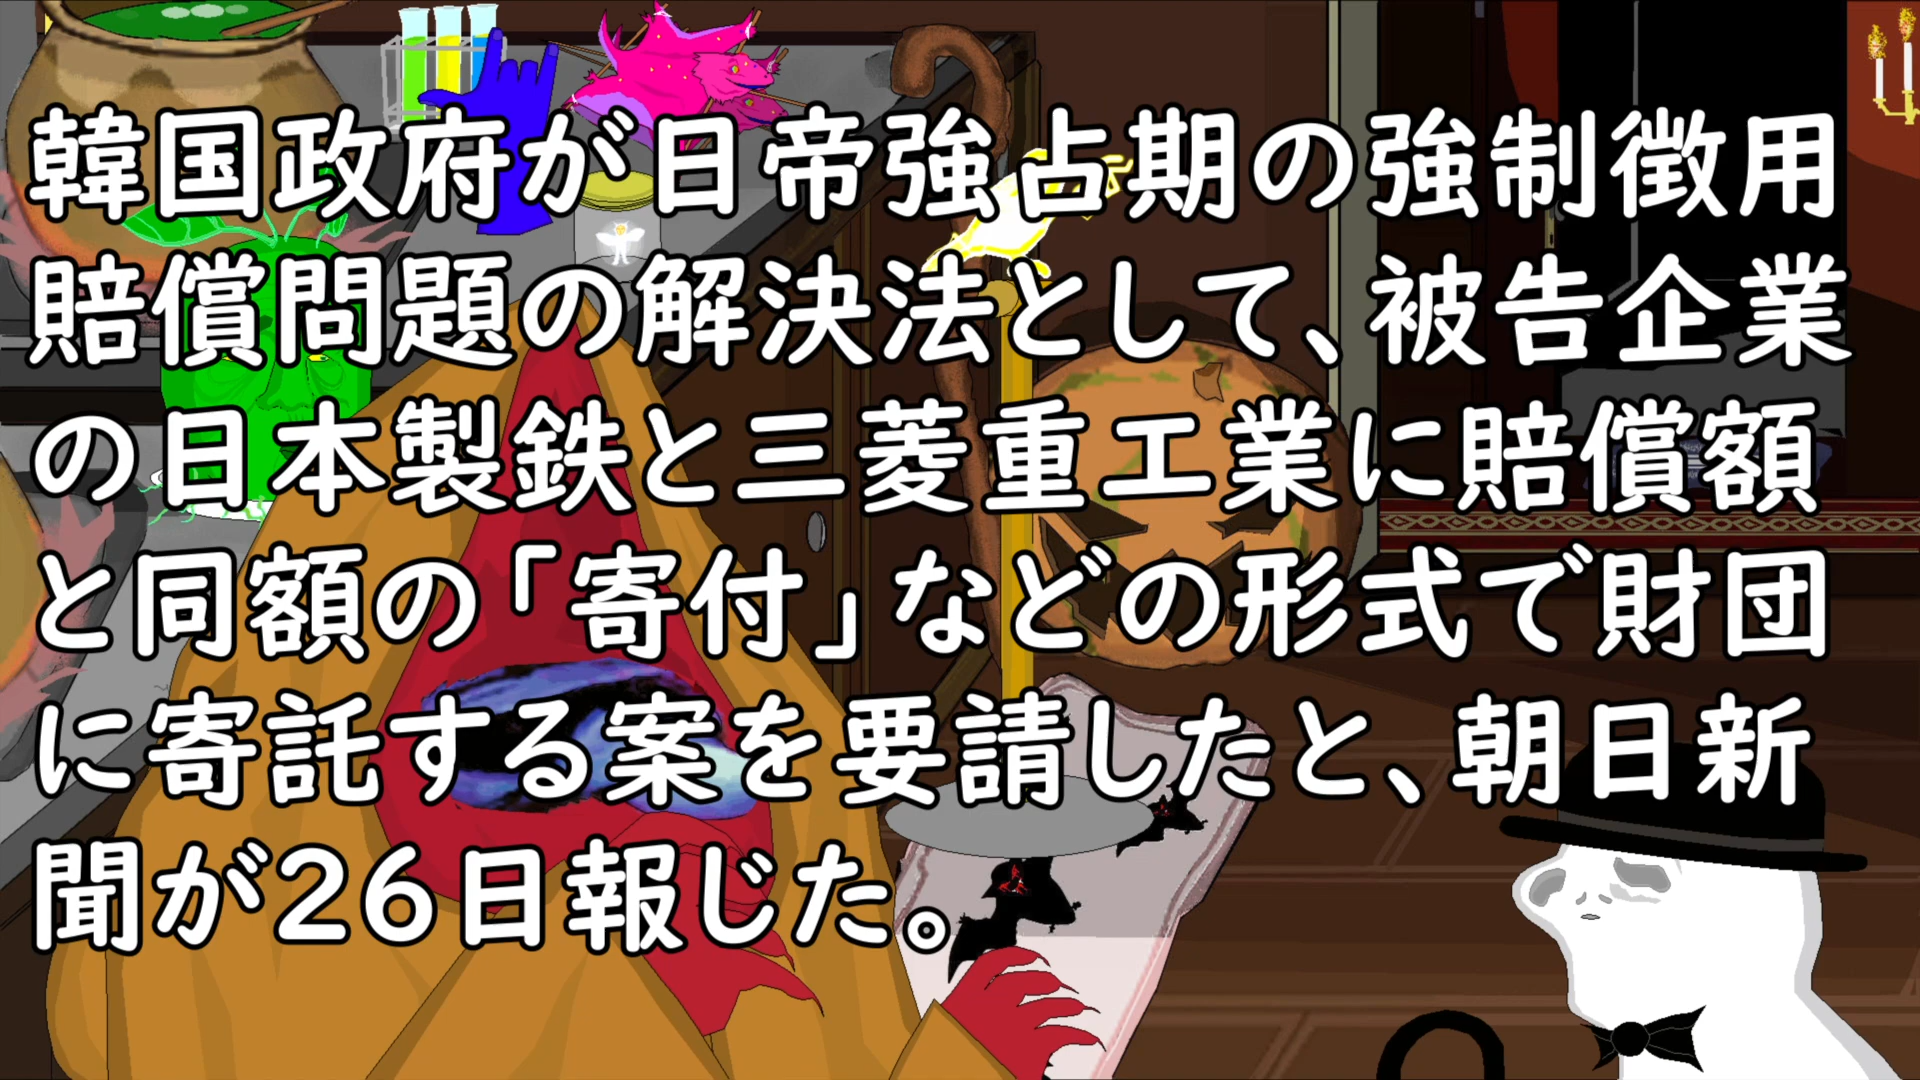 韓国政府が日帝強占期の強制徴用
賠償問題の解決法として、被告企業
の日本製鉄と三菱重工業に賠償額
と同額の「寄付」などの形式で財団
に寄託する案を要請したと、朝日新
聞が26日報じた。